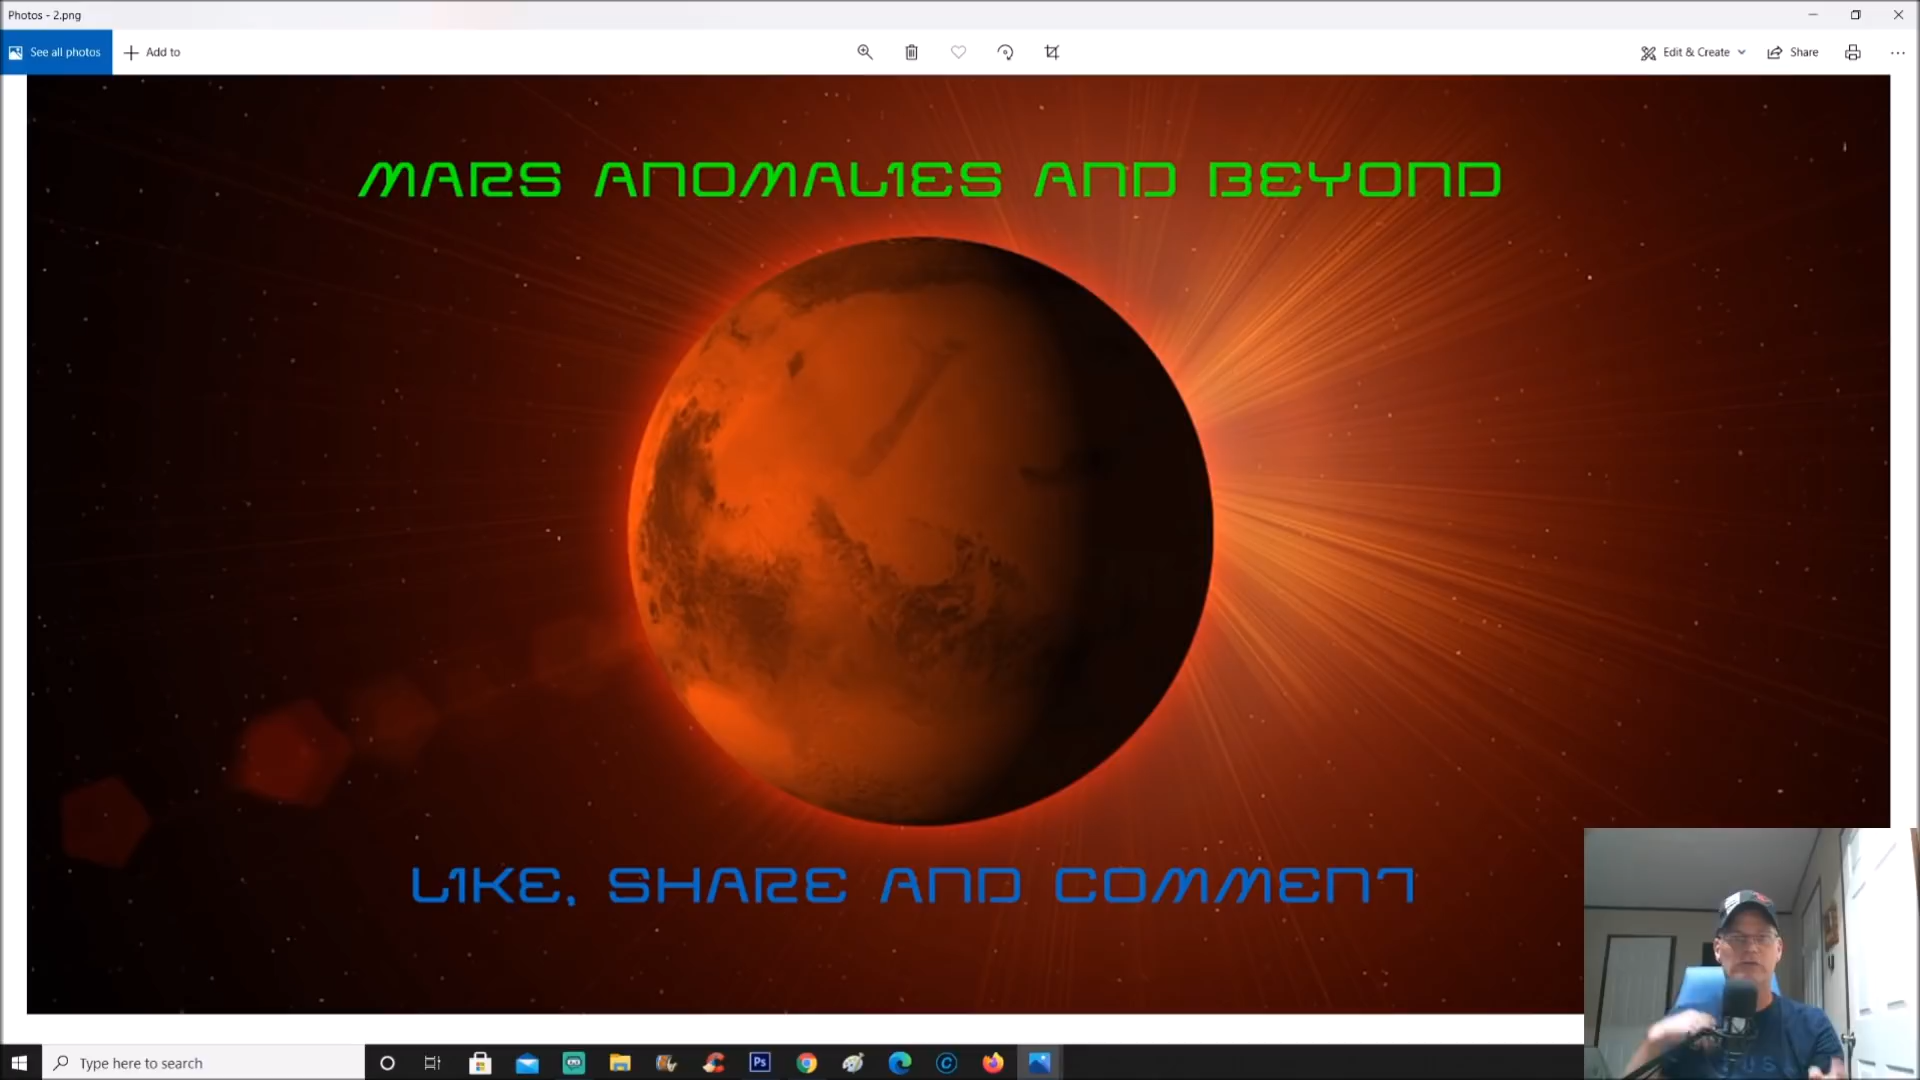 Photos - 2.png
See all photos
Add to
Edit & Create
Share
MARS ANOMALIES AND BEYOND
LIKE, SHARE AND COMMENT
Type here to search
Ps